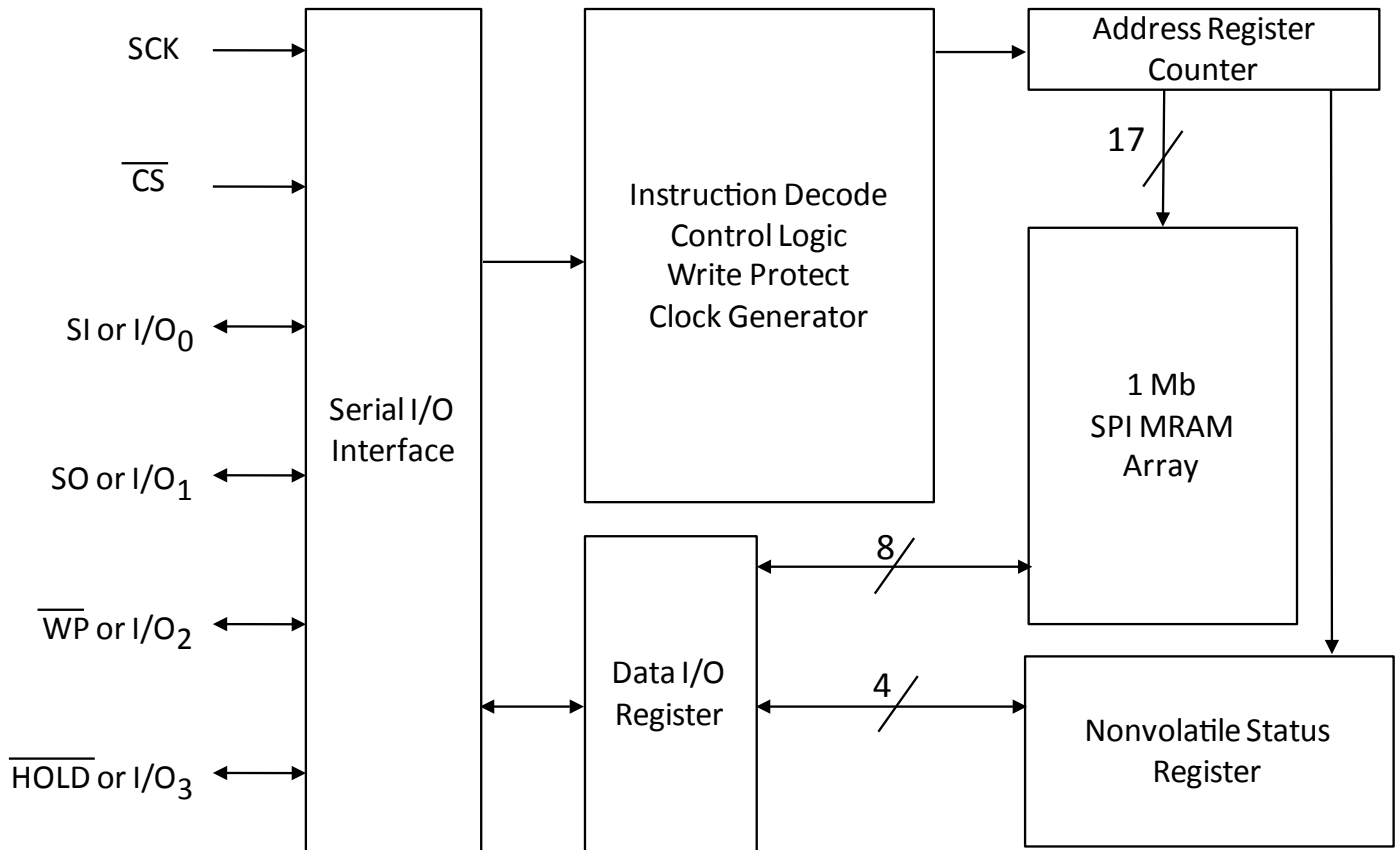 SCK
CS
SI or I/O0
SO or I/O1
WP or I/O2
HOLD or I/O3
Serial I/O
Interface
Instruction Decode
Control Logic
Write Protect
Clock Generator
Data I/O
Register
Address Register
Counter
17
1 Mb
SPI MRAM
Array
8
4
Nonvolatile Status
Register